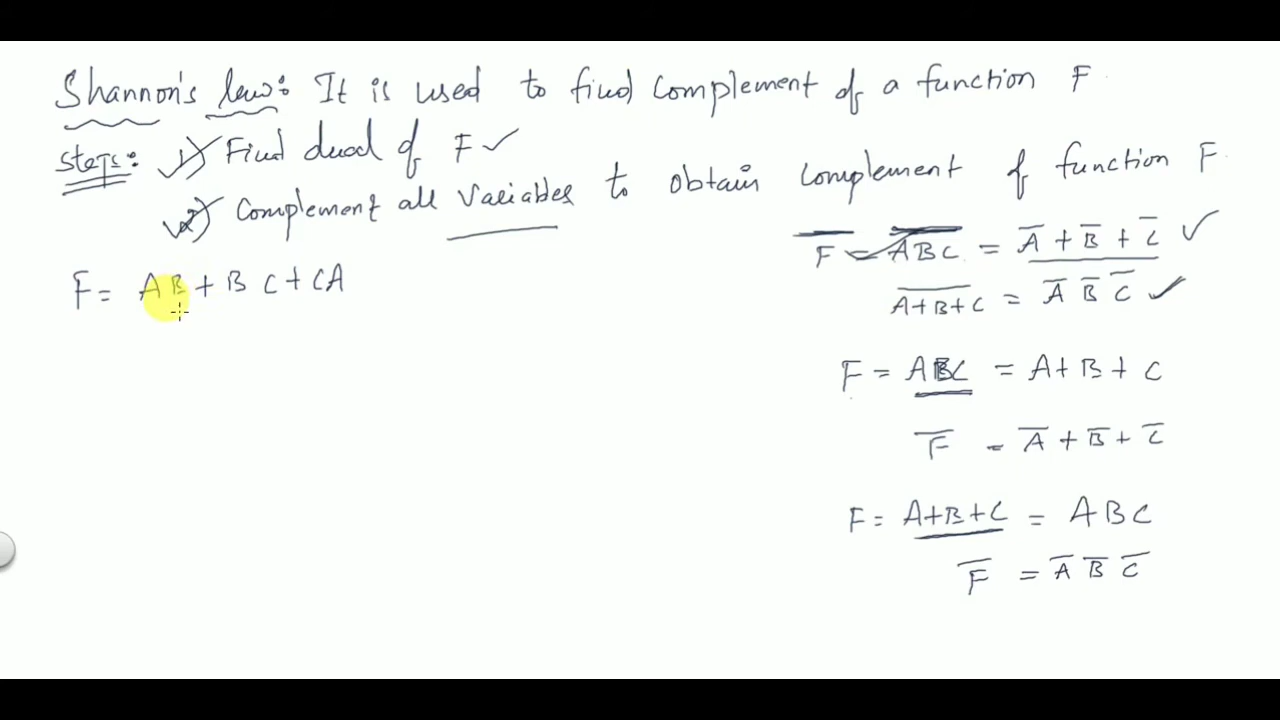 Shannon's law: It is used to find complement of a function F
steps: 1) Find dual of F ✓
2) Complement all variables to obtain complement of function F
F̅ = A̅B̅C̅ = A̅ + B̅ + C̅ ✓
F = AB + BC + CA
A̅+̅B̅+̅C̅ = A̅ B̅ C̅ ✓
F = ABC = A + B + C
F̅ = A̅ + B̅ + C̅
F = A+B+C = ABC
F̅ = A̅ B̅ C̅